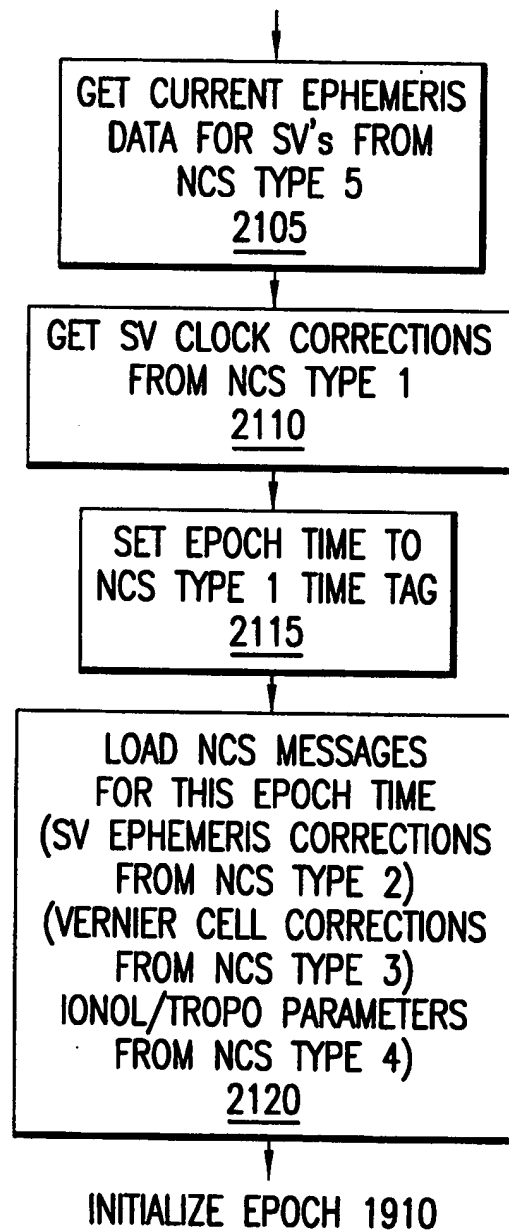 GET CURRENT EPHEMERIS
DATA FOR SV's FROM
NCS TYPE 5
2105
GET SV CLOCK CORRECTIONS
FROM NCS TYPE 1
2110
SET EPOCH TIME TO
NCS TYPE 1 TIME TAG
2115
LOAD NCS MESSAGES
FOR THIS EPOCH TIME
(SV EPHEMERIS CORRECTIONS
FROM NCS TYPE 2)
(VERNIER CELL CORRECTIONS
FROM NCS TYPE 3)
IONOL/TROPO PARAMETERS
FROM NCS TYPE 4)
2120
INITIALIZE EPOCH 1910